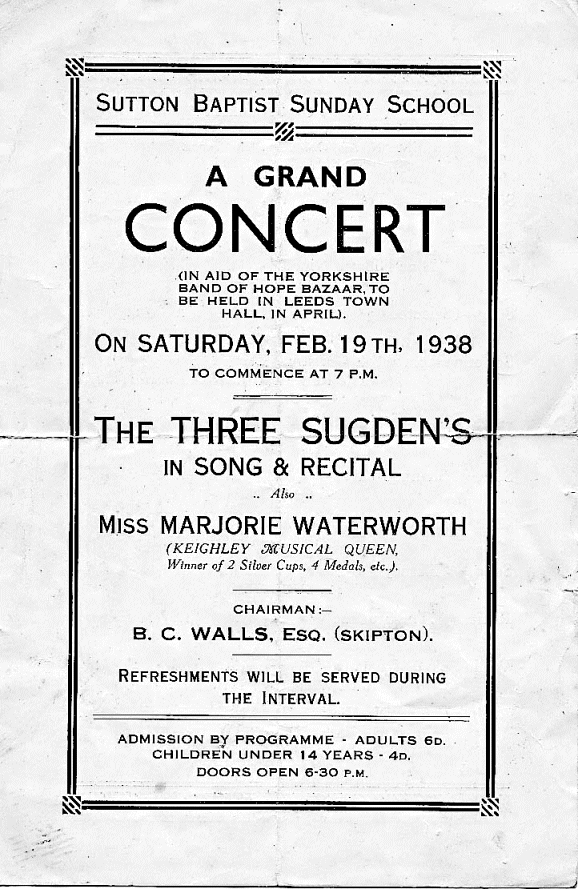 SUTTON BAPTIST SUNDAY SCHOOL
A GRAND
CONCERT
(IN AID OF THE YORKSHIRE
BAND OF HOPE BAZAAR, TO
BE HELD IN LEEDS TOWN
HALL, IN APRIL).
ON SATURDAY, FEB. 19TH, 1938
TO COMMENCE AT 7 P.M.
THE THREE SUGDEN'S
IN SONG & RECITAL
.. Also ..
MISS MARJORIE WATERWORTH
(KEIGHLEY MUSICAL QUEEN,
Winner of 2 Silver Cups, 4 Medals, etc.).
CHAIRMAN:—
B. C. WALLS, ESQ. (SKIPTON).
REFRESHMENTS WILL BE SERVED DURING
THE INTERVAL.
ADMISSION BY PROGRAMME - ADULTS 6D.
CHILDREN UNDER 14 YEARS - 4D.
DOORS OPEN 6-30 P.M.